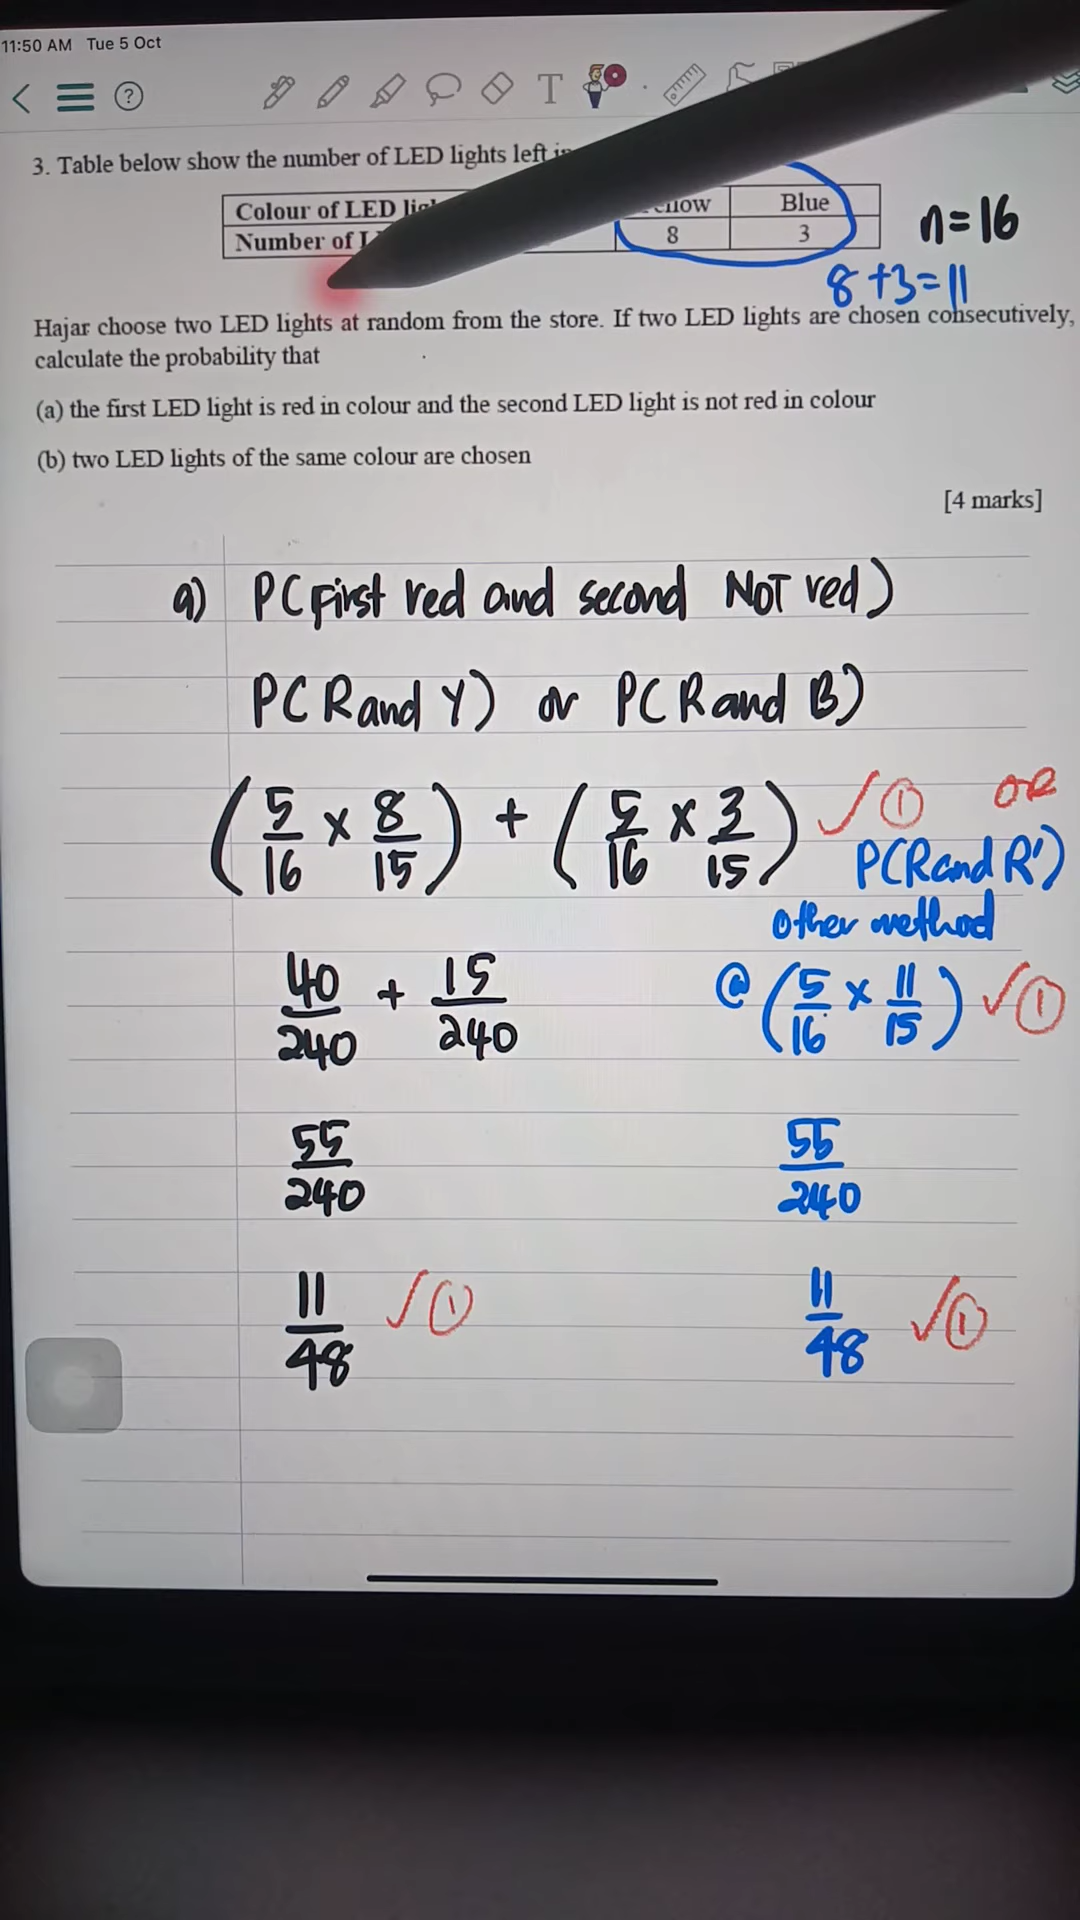 11:50 AM Tue 5 Oct
T
3. Table below show the number of LED lights left
Colour of LED Blue
Number of 8 3
n=16
8+3=11
Hajar choose two LED lights at random from the store. If two LED lights are chosen consecutively,
calculate the probability that
(a) the first LED light is red in colour and the second LED light is not red in colour
(b) two LED lights of the same colour are chosen
[4 marks]
a) P(First red and second NOT red)
P(R and Y) or P(R and B)
(5/16 x 8/15) + (5/16 x 3/15) √ 1 OR
P(R and R')
other method
40/240 + 15/240 @ (5/16 x 11/15) √ 1
55/240 55/240
11/48 √ 1 11/48 √ 1